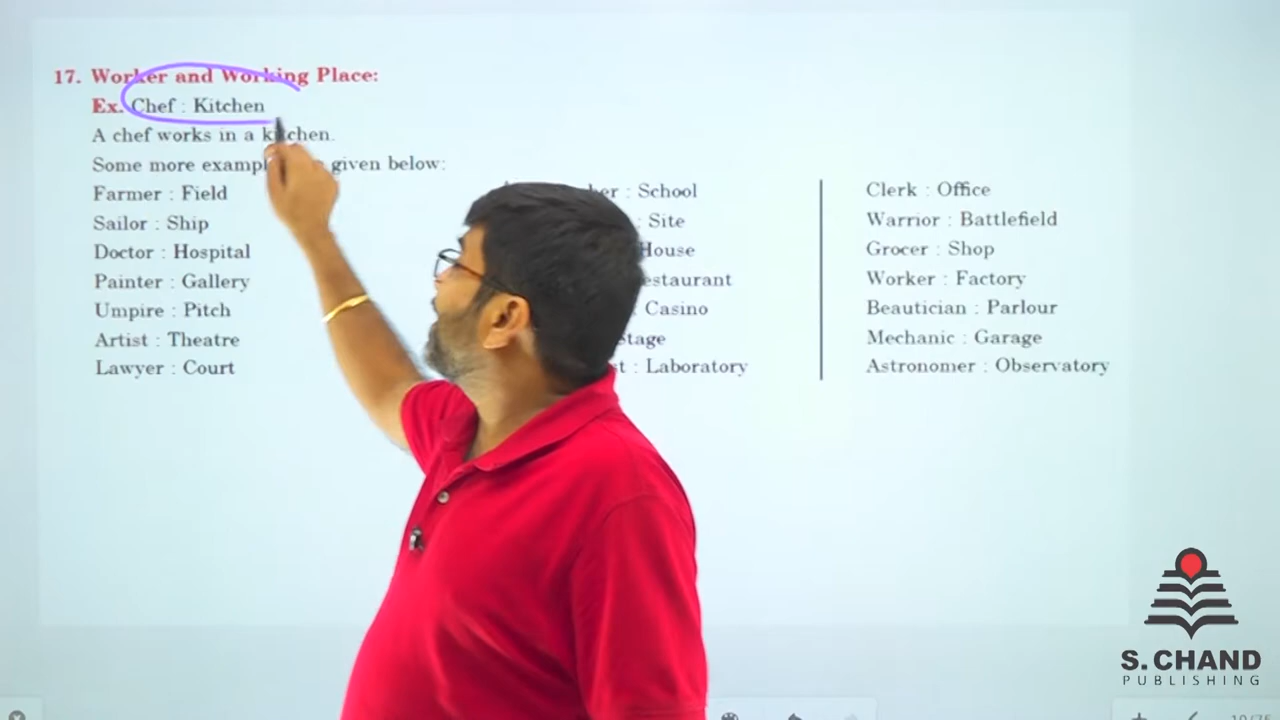 17. Worker and Working Place:
Ex. Chef : Kitchen
A chef works in a kitchen.
Some more given below:
Farmer : Field
Sailor : Ship
Doctor : Hospital
Painter : Gallery
Umpire : Pitch
Artist : Theatre
Lawyer : Court
: School
: Site
House
: Casino
: Laboratory
Clerk : Office
Warrior : Battlefield
Grocer : Shop
Worker : Factory
Beautician : Parlour
Mechanic : Garage
Astronomer : Observatory
S. CHAND
PUBLISHING